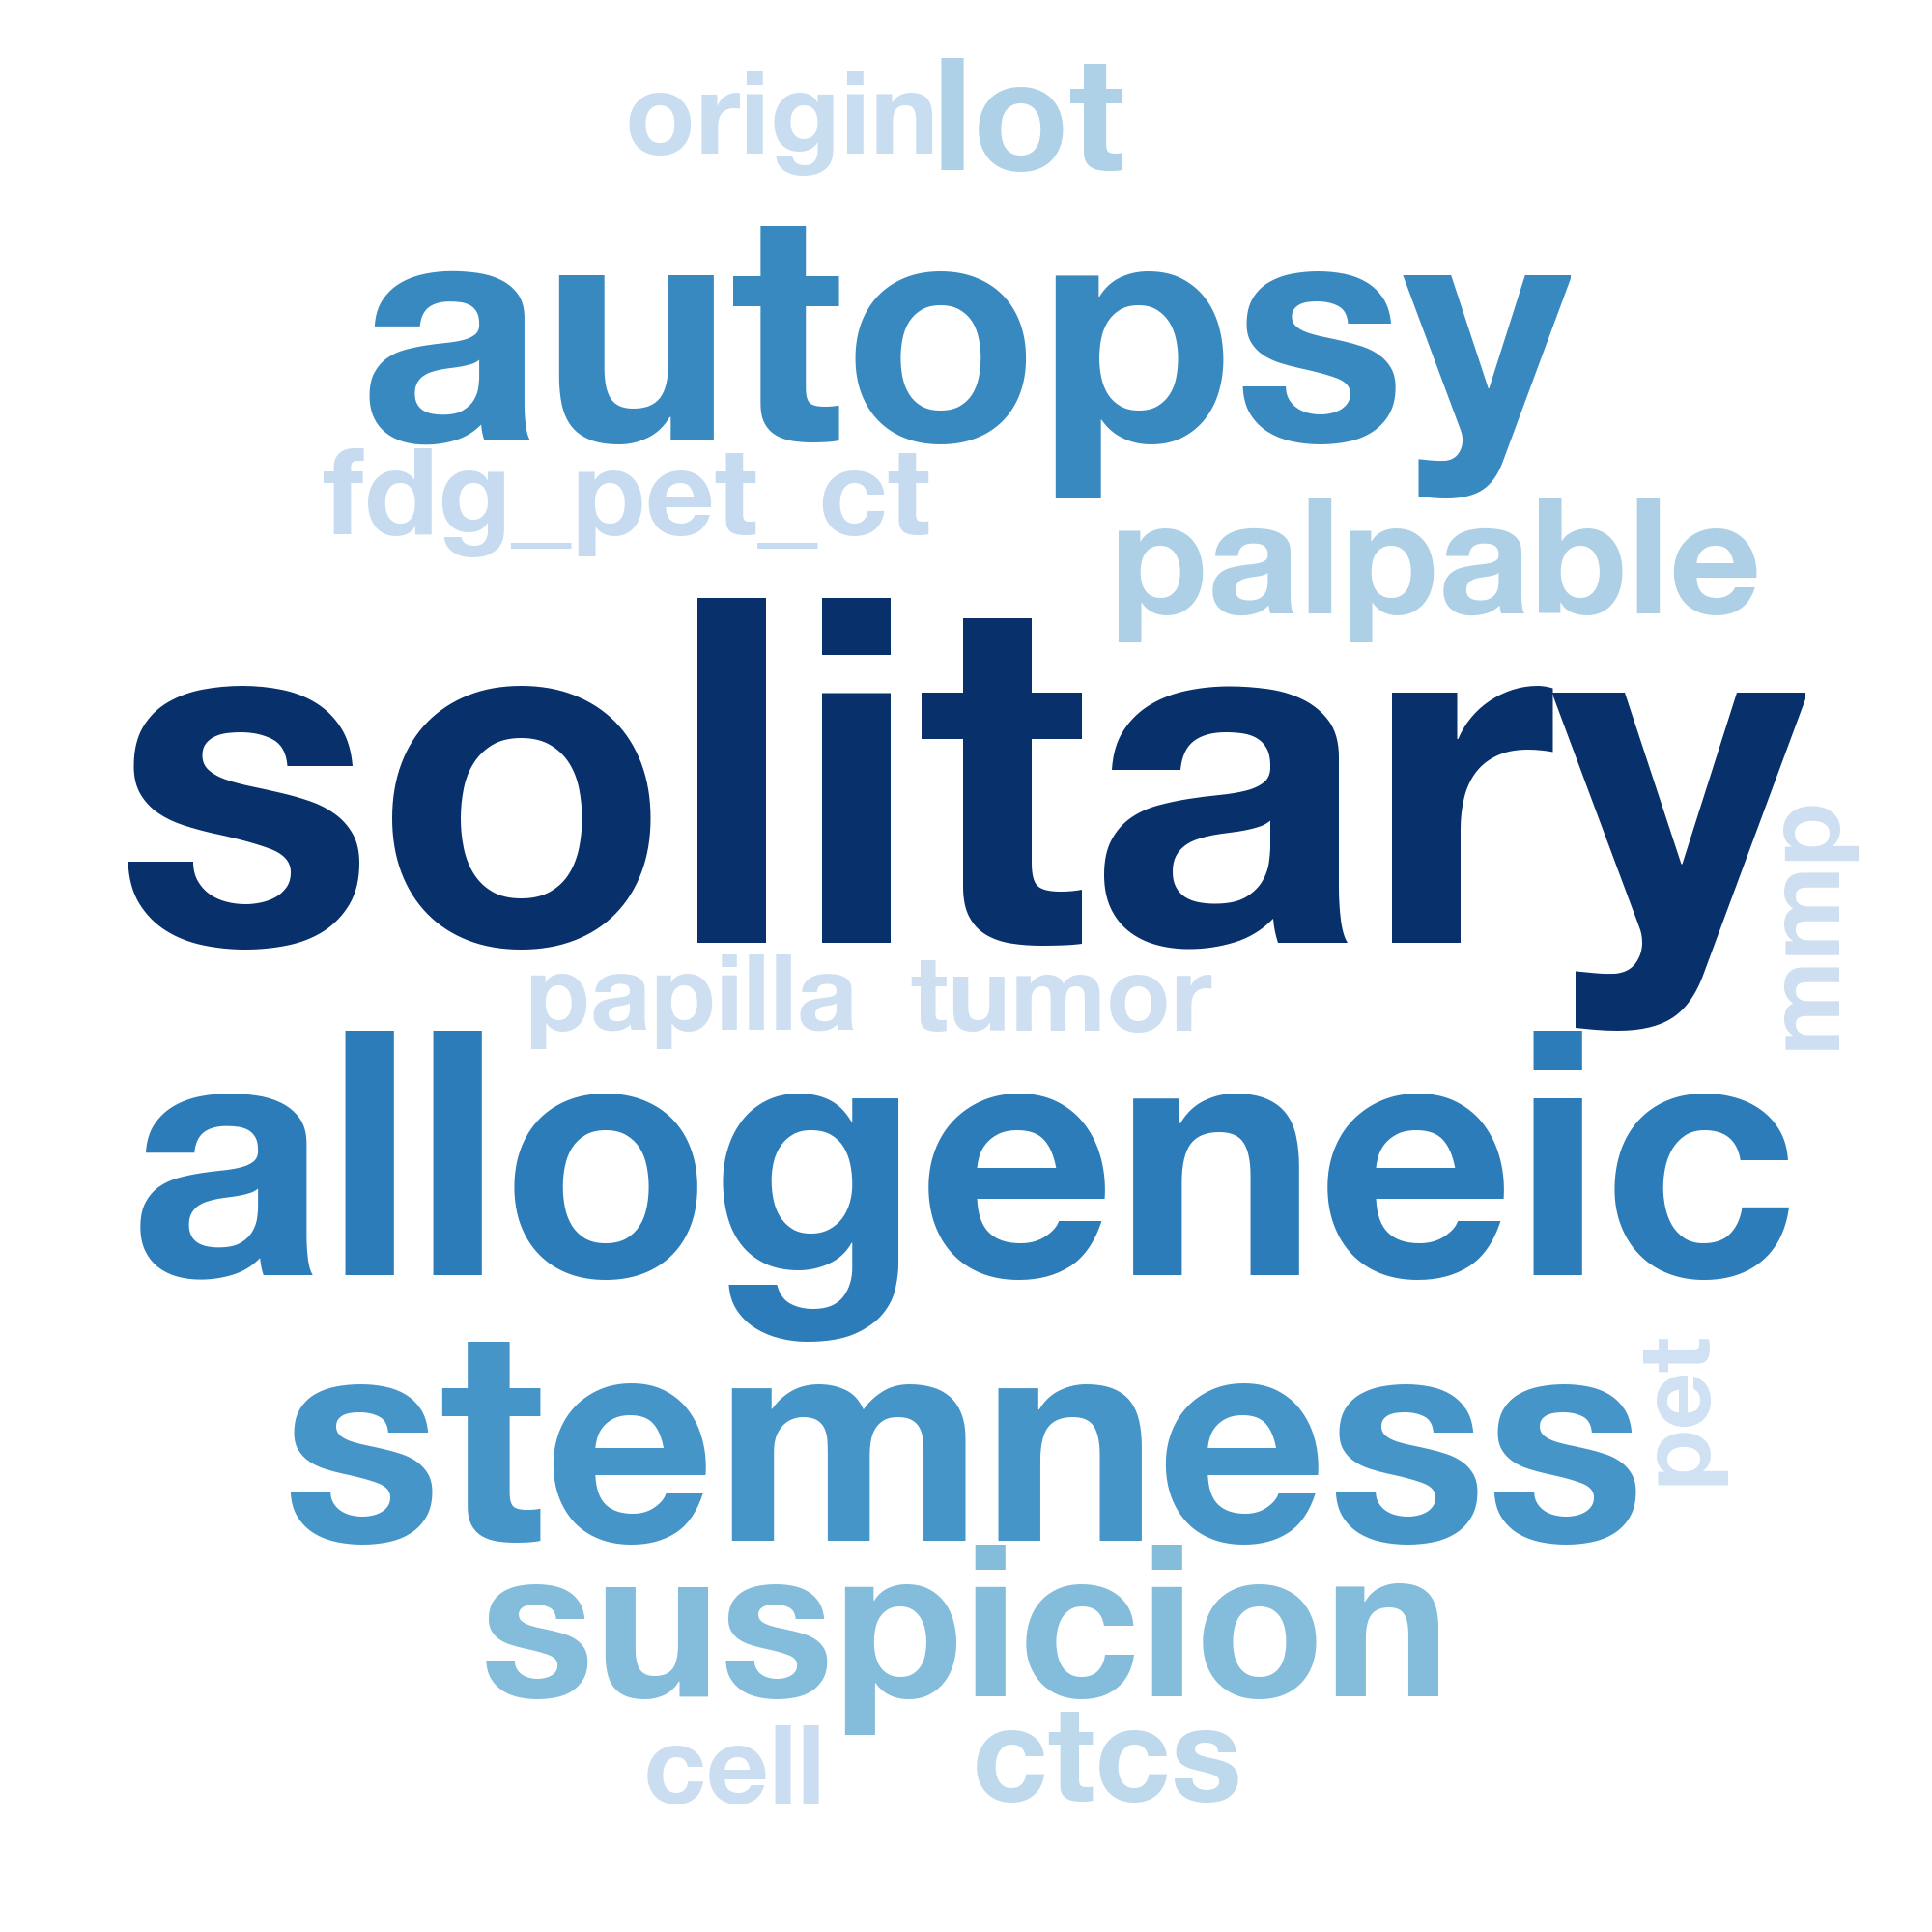 origin lot
autopsy
fdg_pet_ct
palpable
solitary
mmp
papilla tumor
allogeneic
stemness
pet
suspicion
cell ctcs